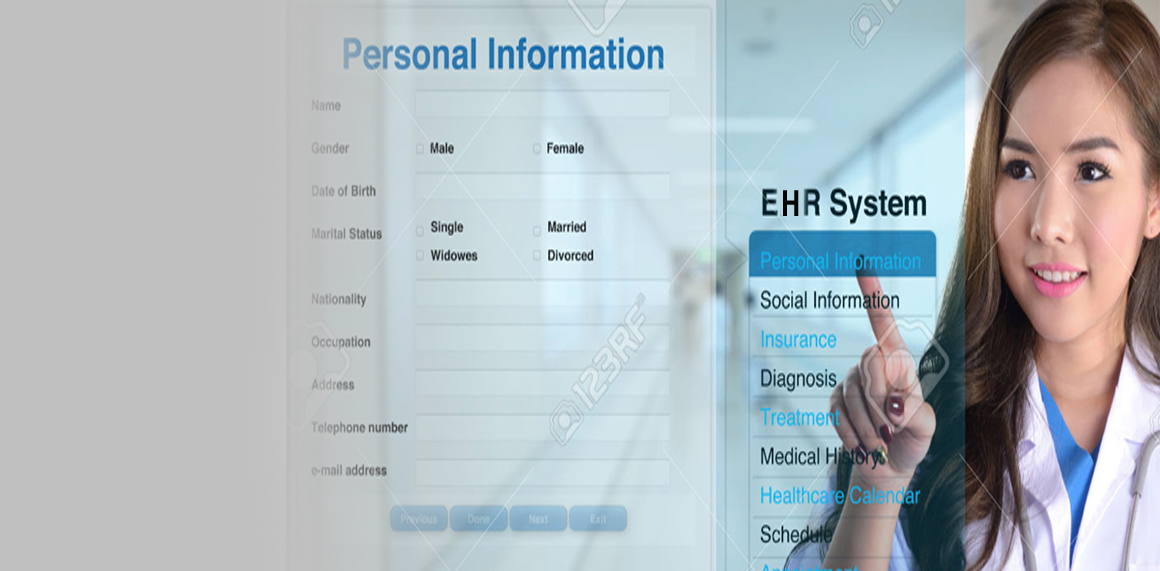 Personal Information
Name
Gender
Male
Female
Date of Birth
Marital Status
Single
Married
Widowes
Divorced
Nationality
Occupation
Address
Telephone number
e-mail address
Previous
Done
Next
Exit
EHR System
Personal Information
Social Information
Insurance
Diagnosis
Treatment
Medical History
Healthcare Calendar
Schedule
Appointment
123RF